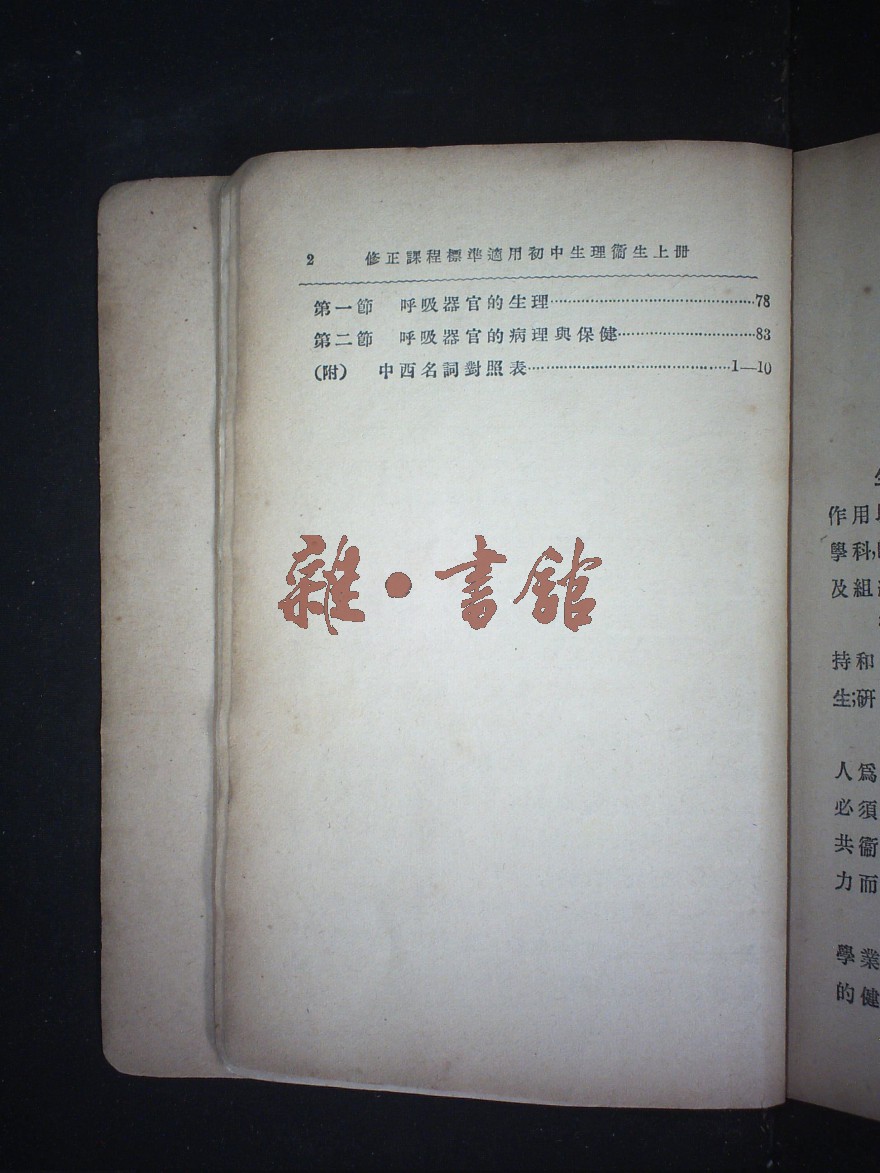 2 修正課程標準適用初中生理衞生上冊
第一節 呼吸器官的生理……………………………78
第二節 呼吸器官的病理與保健…………………83
(附) 中西名詞對照表…………………………1—10
雜·書館
作用
學科,
及組
持和
生;研
人爲
必須
共衞
力而
學業
的健